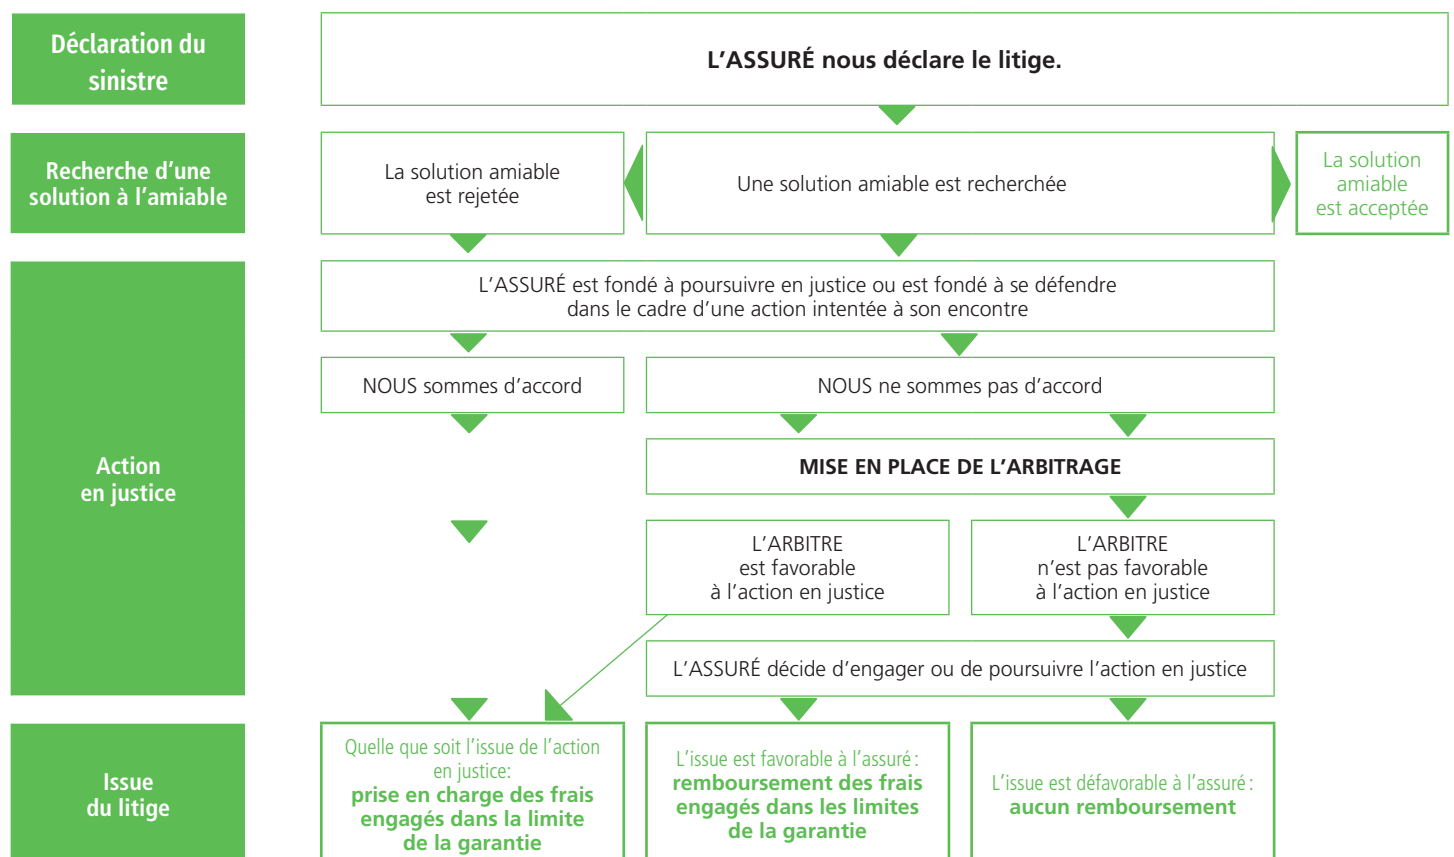 Déclaration du
sinistre
L’ASSURÉ nous déclare le litige.
Recherche d’une
solution à l’amiable
La solution amiable
est rejetée
Une solution amiable est recherchée
La solution
amiable
est acceptée
Action
en justice
L’ASSURÉ est fondé à poursuivre en justice ou est fondé à se défendre
dans le cadre d’une action intentée à son encontre
NOUS sommes d’accord
NOUS ne sommes pas d’accord
MISE EN PLACE DE L’ARBITRAGE
L’ARBITRE
est favorable
à l’action en justice
L’ARBITRE
n’est pas favorable
à l’action en justice
L’ASSURÉ décide d’engager ou de poursuivre l’action en justice
Issue
du litige
Quelle que soit l’issue de l’action
en justice:
prise en charge des frais
engagés dans la limite
de la garantie
L’issue est favorable à l’assuré :
remboursement des frais
engagés dans les limites
de la garantie
L’issue est défavorable à l’assuré :
aucun remboursement